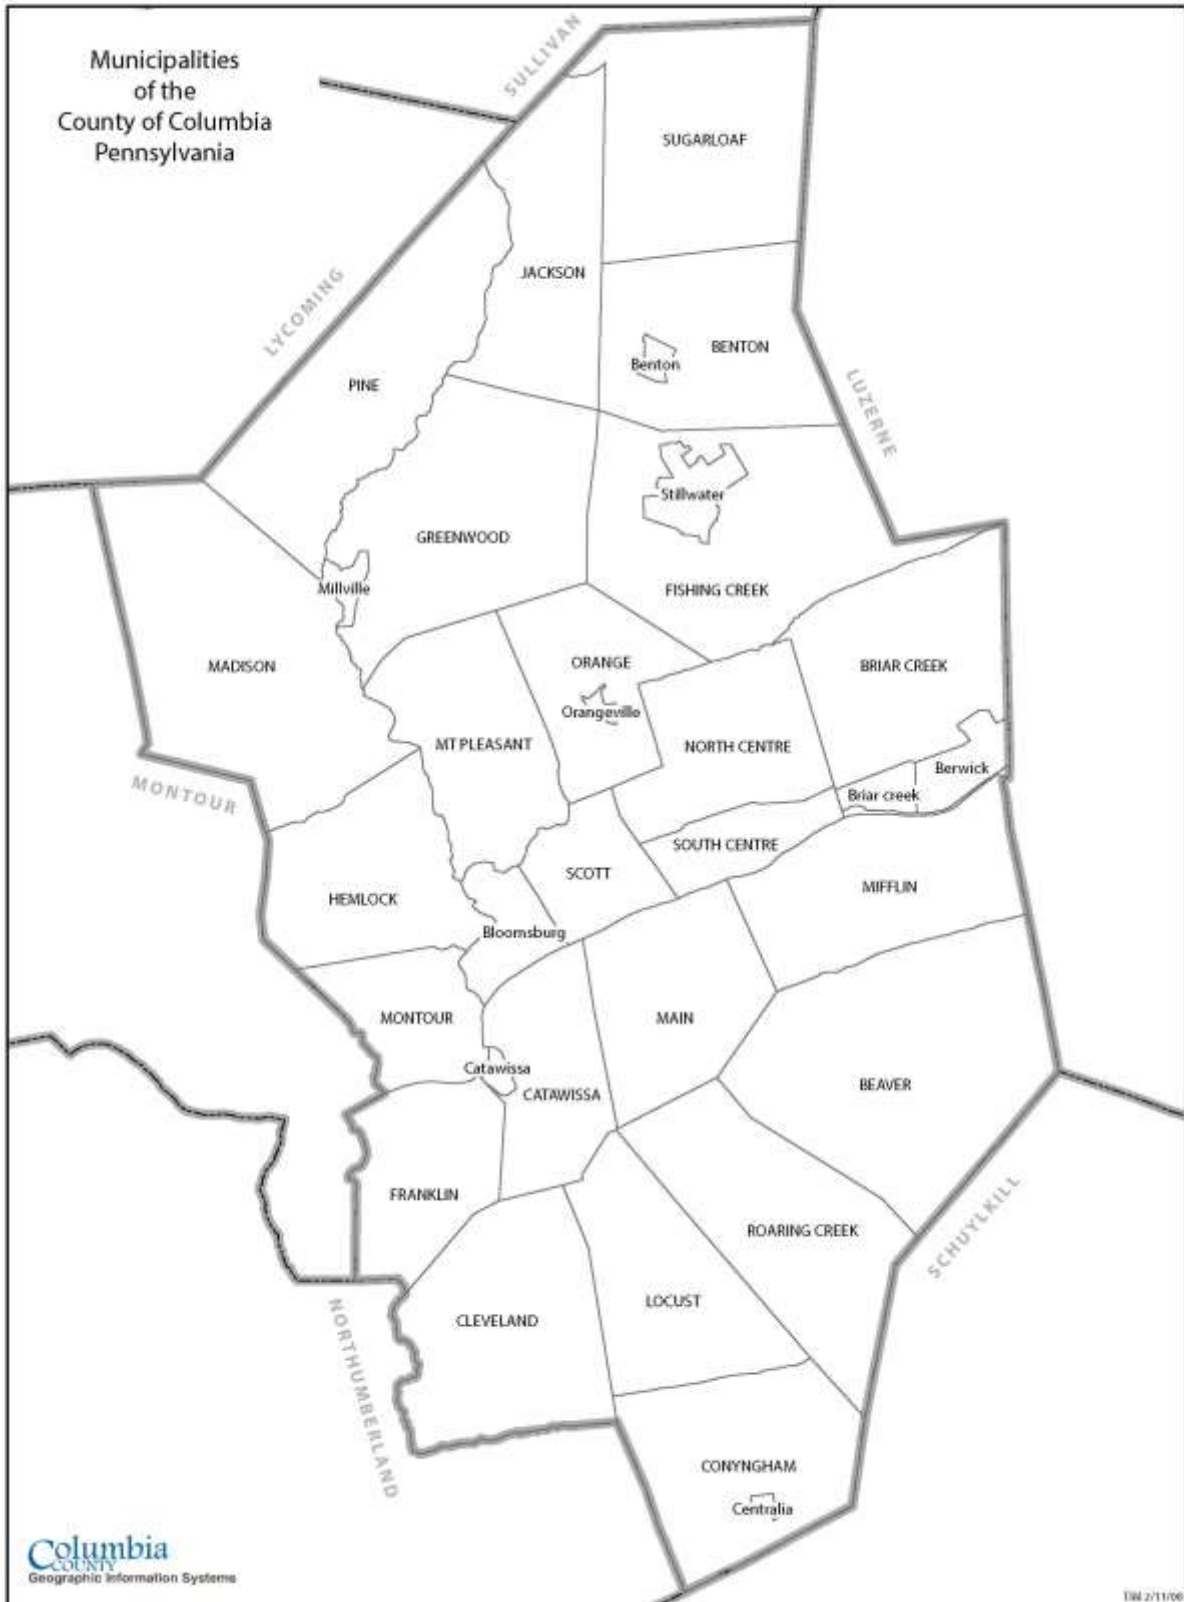 Municipalities
of the
County of Columbia
Pennsylvania
SULLIVAN
SUGARLOAF
LYCOMING
JACKSON
BENTON
Benton
PINE
LUZERNE
Stillwater
GREENWOOD
Millville
FISHING CREEK
MADISON
ORANGE
BRIAR CREEK
Orangeville
MT PLEASANT
NORTH CENTRE
Berwick
MONTOUR
Briar creek
SOUTH CENTRE
SCOTT
MIFFLIN
HEMLOCK
Bloomsburg
MONTOUR
MAIN
Catawissa
CATAWISSA
BEAVER
FRANKLIN
ROARING CREEK
SCHUYLKILL
LOCUST
CLEVELAND
NORTHUMBERLAND
CONYNGHAM
Centralia
Columbia
COUNTY
Geographic Information Systems